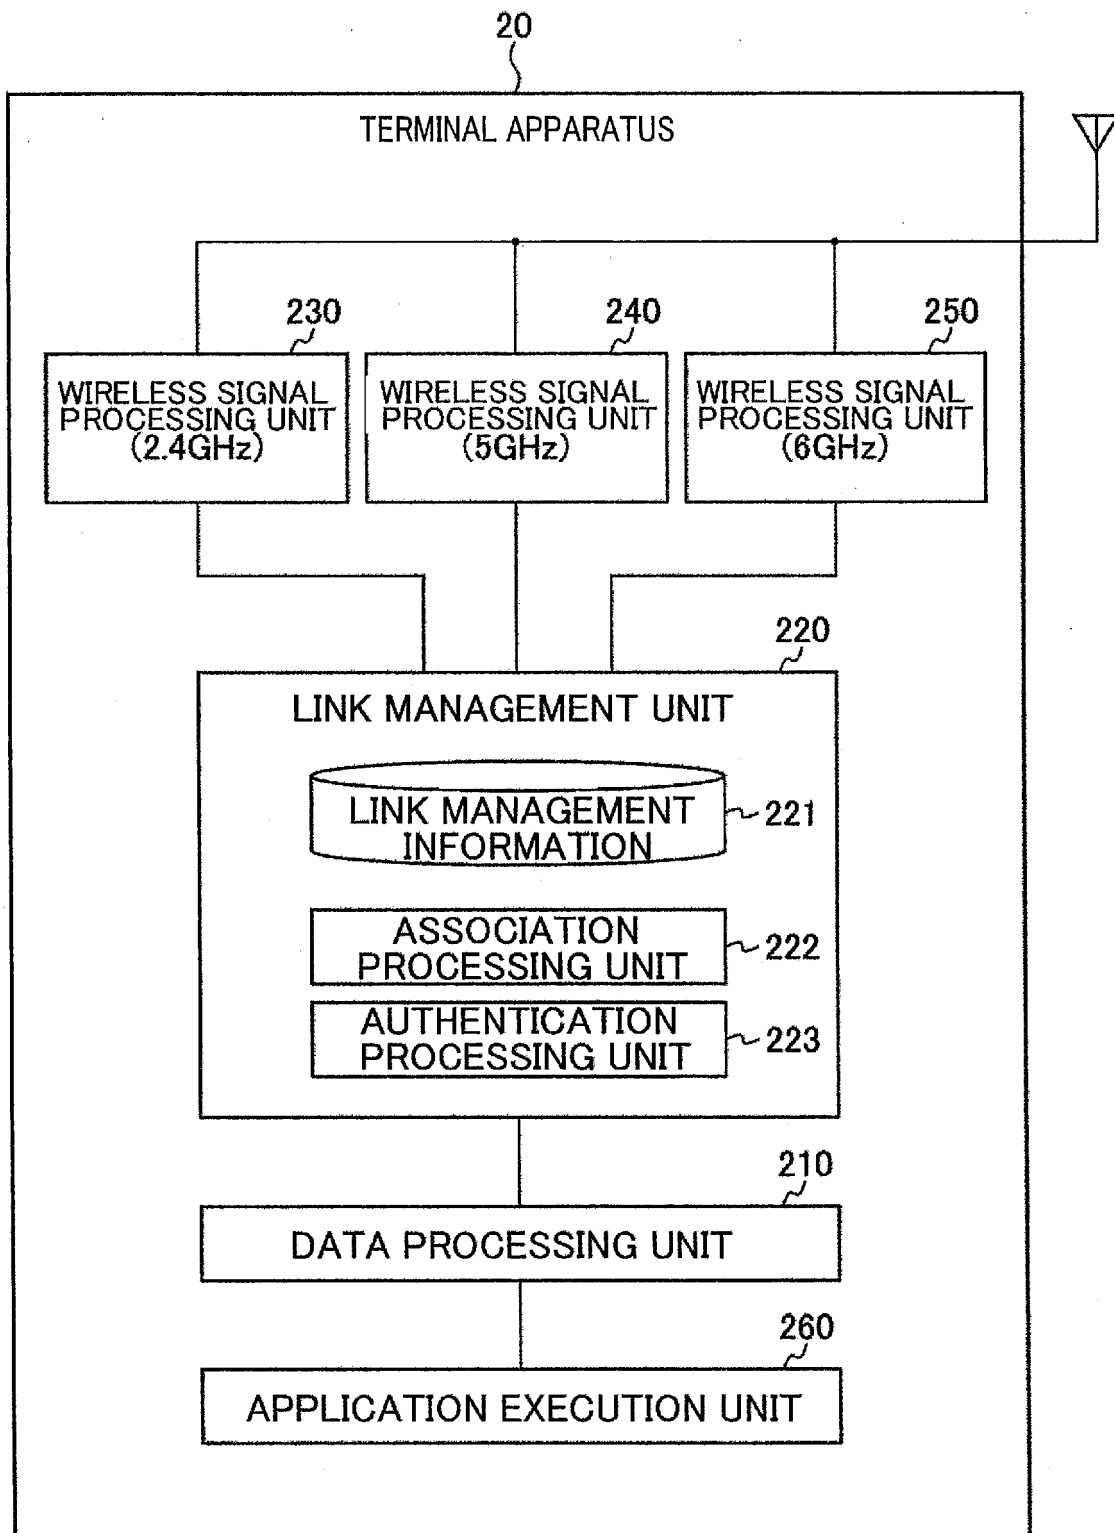 20
TERMINAL APPARATUS
230
240
250
WIRELESS SIGNAL
PROCESSING UNIT
(2.4GHz)
WIRELESS SIGNAL
PROCESSING UNIT
(5GHz)
WIRELESS SIGNAL
PROCESSING UNIT
(6GHz)
220
LINK MANAGEMENT UNIT
LINK MANAGEMENT
INFORMATION
221
ASSOCIATION
PROCESSING UNIT
222
AUTHENTICATION
PROCESSING UNIT
223
210
DATA PROCESSING UNIT
260
APPLICATION EXECUTION UNIT